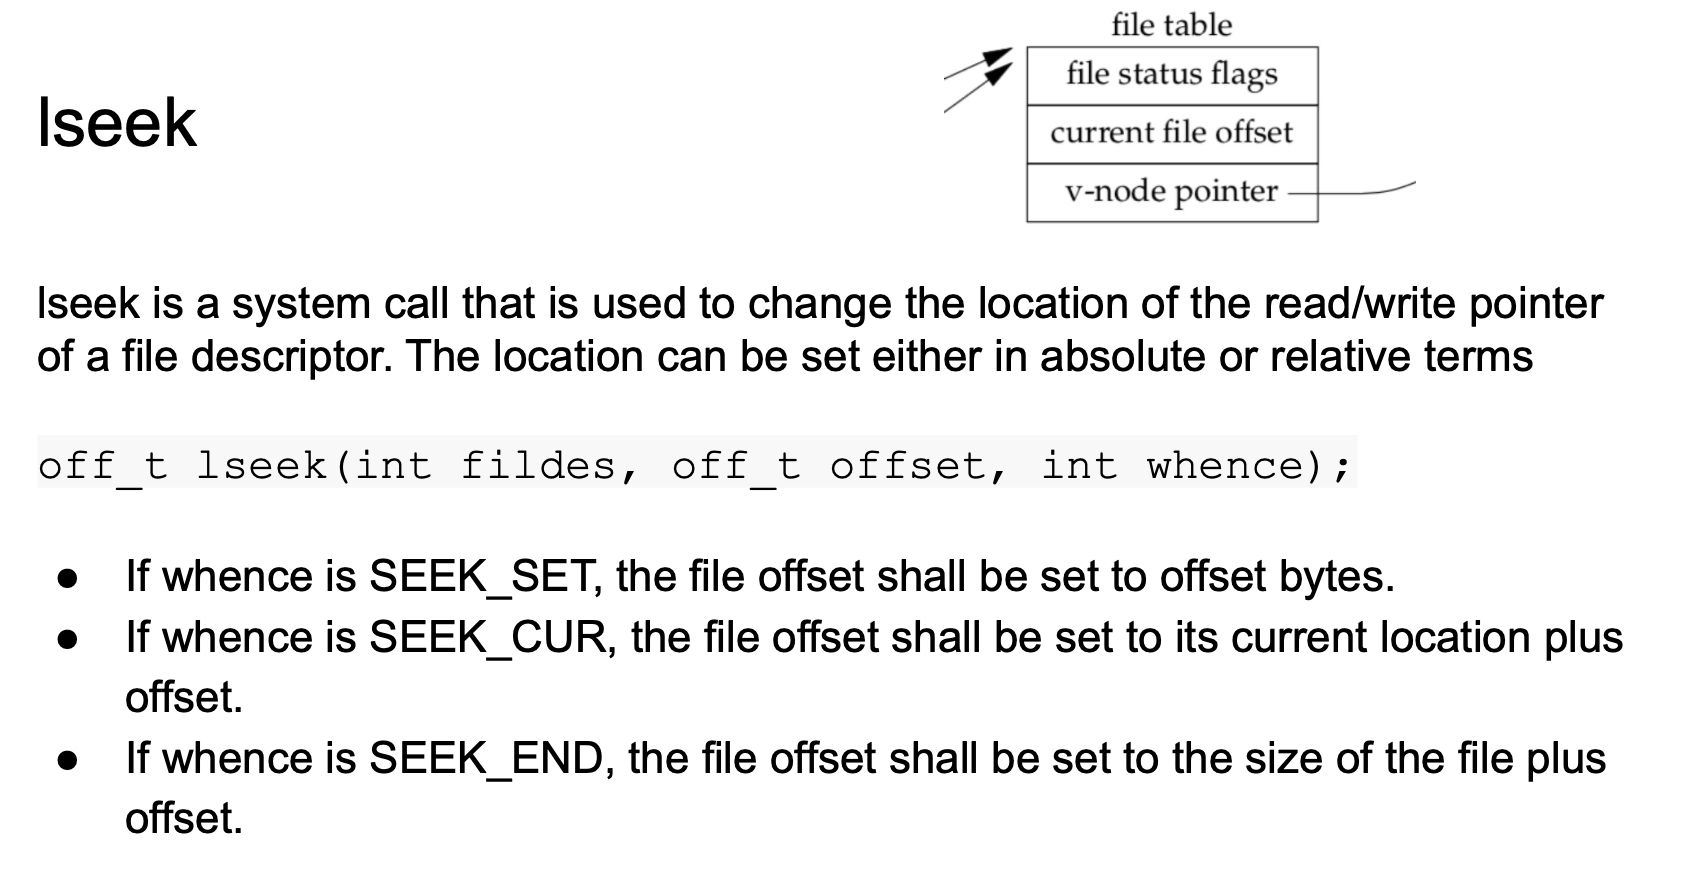 file table
file status flags
current file offset
v-node pointer
lseek
lseek is a system call that is used to change the location of the read/write pointer
of a file descriptor. The location can be set either in absolute or relative terms
off_t lseek(int fildes, off_t offset, int whence);
● If whence is SEEK_SET, the file offset shall be set to offset bytes.
● If whence is SEEK_CUR, the file offset shall be set to its current location plus
offset.
● If whence is SEEK_END, the file offset shall be set to the size of the file plus
offset.